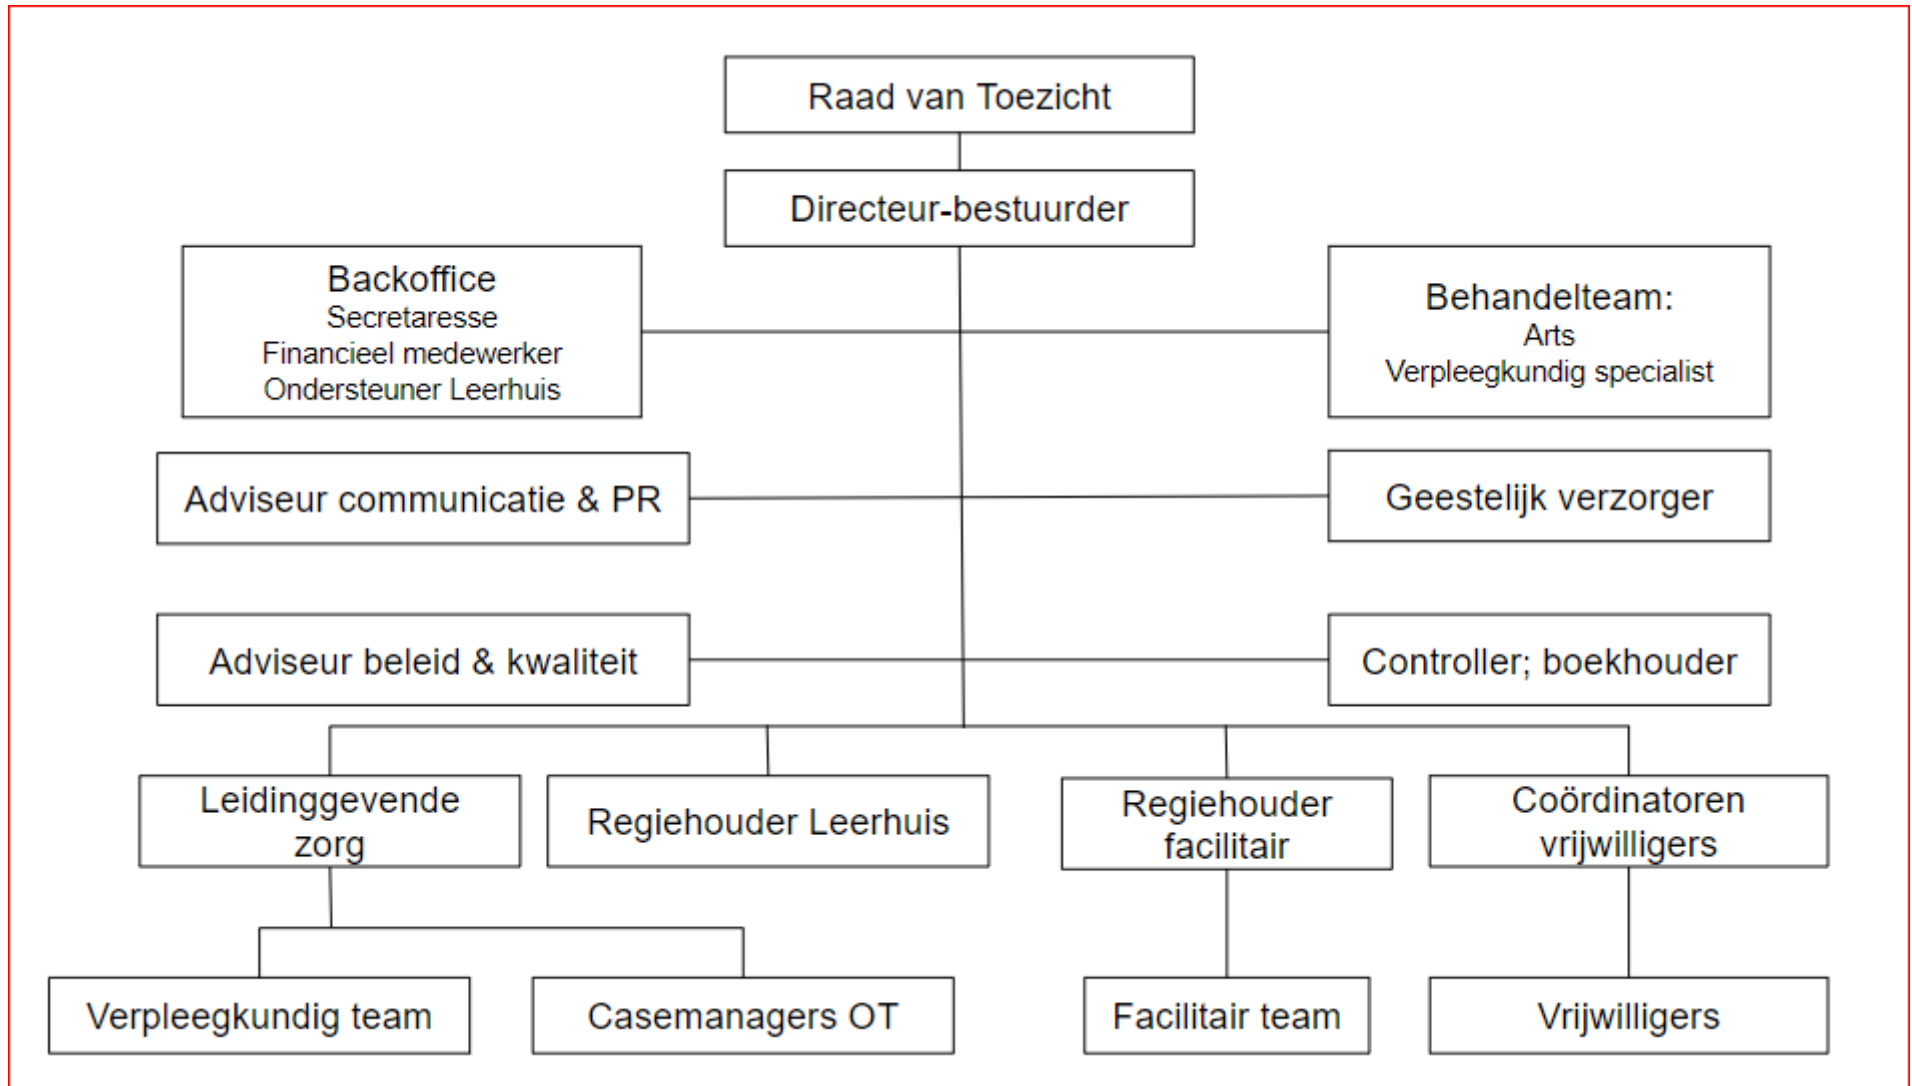 Raad van Toezicht
Directeur-bestuurder
Backoffice
Secretaresse
Financieel medewerker
Ondersteuner Leerhuis
Behandelteam:
Arts
Verpleegkundig specialist
Adviseur communicatie & PR
Geestelijk verzorger
Adviseur beleid & kwaliteit
Controller; boekhouder
Leidinggevende
zorg
Regiehouder Leerhuis
Regiehouder
facilitair
Coördinatoren
vrijwilligers
Verpleegkundig team
Casemanagers OT
Facilitair team
Vrijwilligers